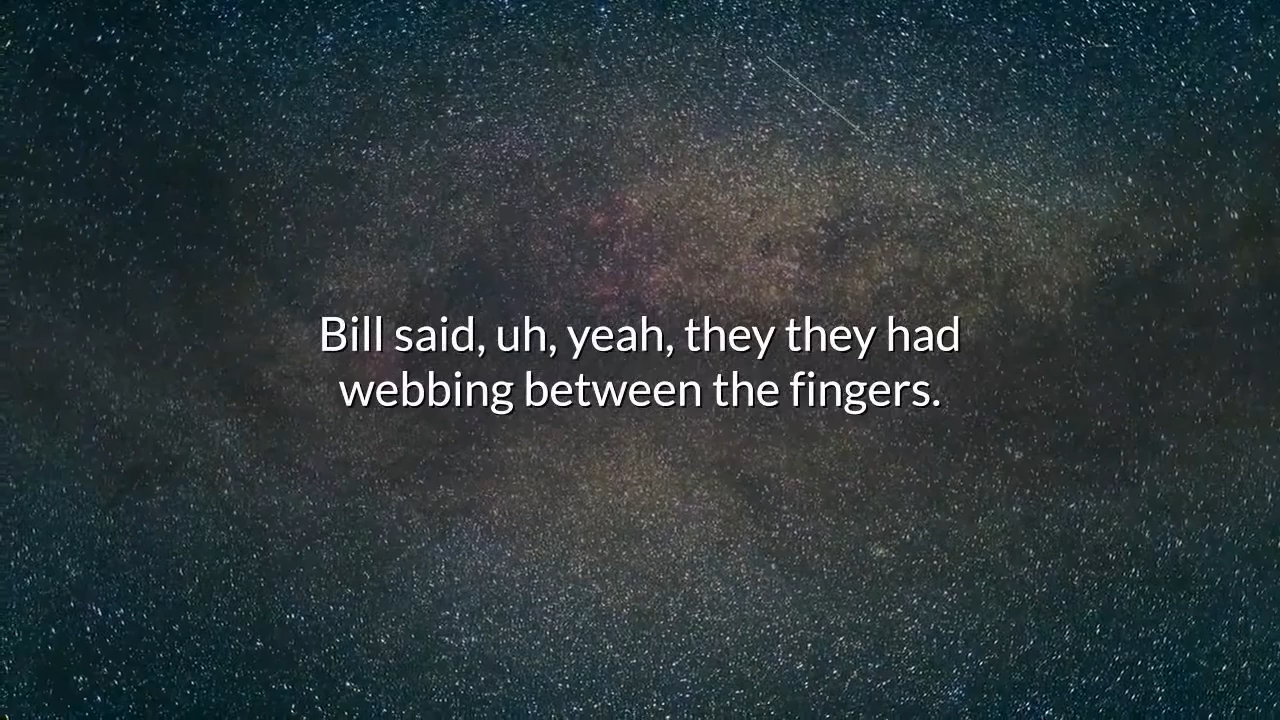 Bill said, uh, yeah, they they had
webbing between the fingers.